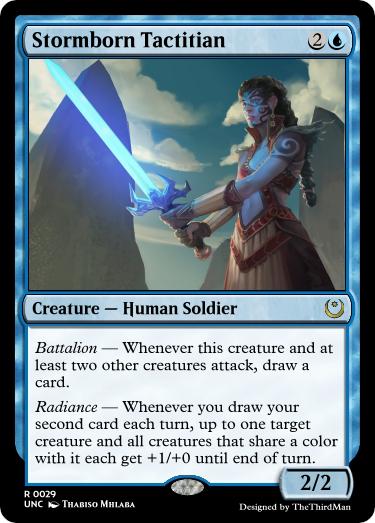 Stormborn Tactitian 2
Creature — Human Soldier
Battalion — Whenever this creature and at
least two other creatures attack, draw a
card.
Radiance — Whenever you draw your
second card each turn, up to one target
creature and all creatures that share a color
with it each get +1/+0 until end of turn.
2/2
R 0029
UNC Thabiso Mhlaba
Designed by TheThirdMan